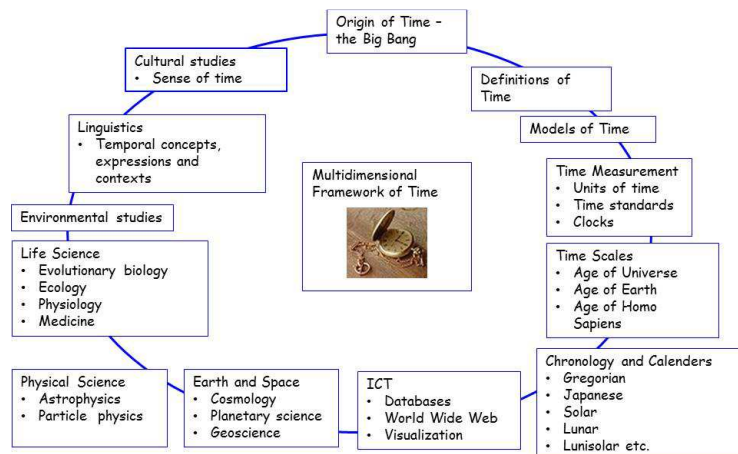 Origin of Time –
the Big Bang
Definitions of
Time
Models of Time
Time Measurement
• Units of time
• Time standards
• Clocks
Time Scales
• Age of Universe
• Age of Earth
• Age of Homo
Sapiens
Chronology and Calenders
• Gregorian
• Japanese
• Solar
• Lunar
• Lunisolar etc.
ICT
• Databases
• World Wide Web
• Visualization
Earth and Space
• Cosmology
• Planetary science
• Geoscience
Physical Science
• Astrophysics
• Particle physics
Life Science
• Evolutionary biology
• Ecology
• Physiology
• Medicine
Environmental studies
Linguistics
• Temporal concepts,
expressions and
contexts
Cultural studies
• Sense of time
Multidimensional
Framework of Time